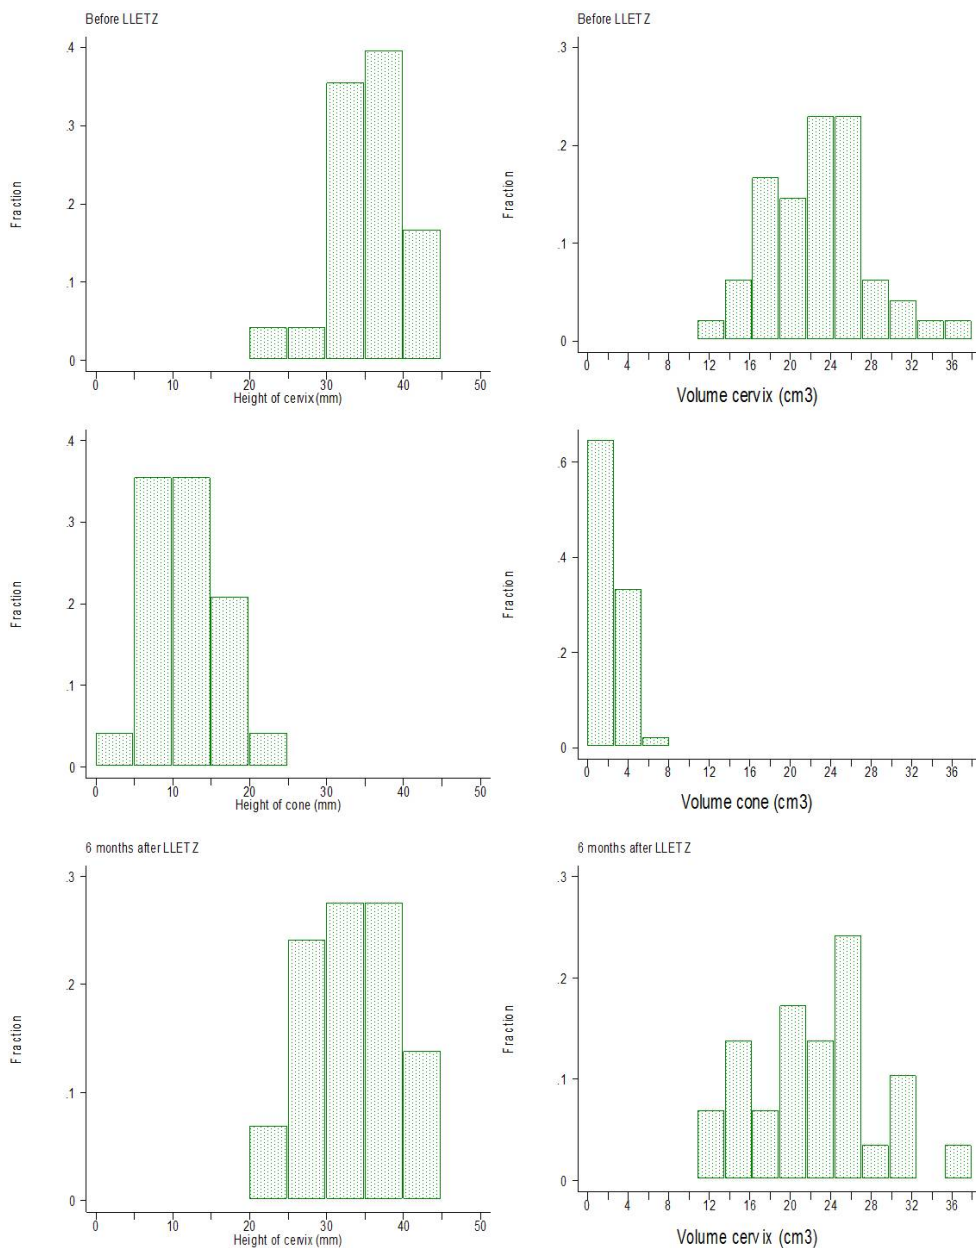 Before LLETZ
Fraction
.4
.3
.2
.1
0
0 10 20 30 40 50
Height of cervix (mm)
Before LLETZ
Fraction
.3
.2
.1
0
0 4 8 12 16 20 24 28 32 36
Volume cervix (cm3)
Fraction
.4
.3
.2
.1
0
0 10 20 30 40 50
Height of cone (mm)
Fraction
.6
.4
.2
0
0 4 8 12 16 20 24 28 32 36
Volume cone (cm3)
6 months after LLETZ
Fraction
.3
.2
.1
0
0 10 20 30 40 50
Height of cervix (mm)
6 months after LLETZ
Fraction
.3
.2
.1
0
0 4 8 12 16 20 24 28 32 36
Volume cervix (cm3)